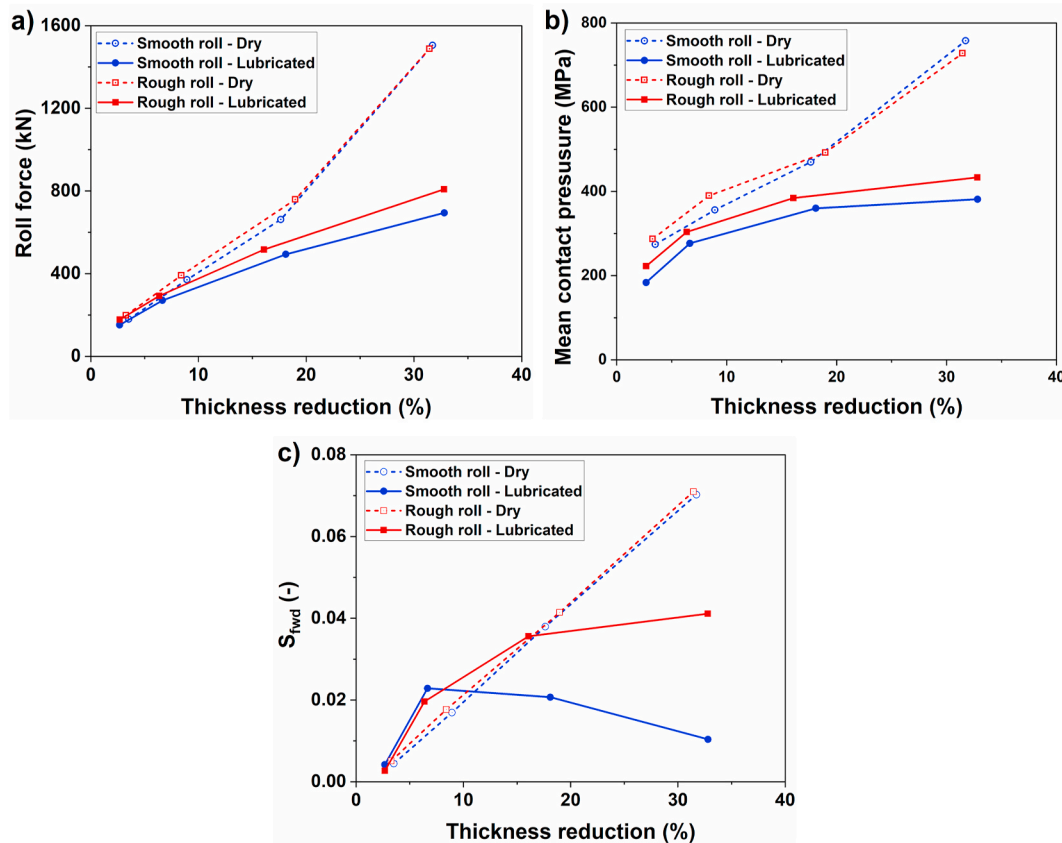 a)
1600
1200
800
400
0
Roll force (kN)
Smooth roll - Dry
Smooth roll - Lubricated
Rough roll - Dry
Rough roll - Lubricated
0 10 20 30 40
Thickness reduction (%)
b)
800
600
400
200
0
Mean contact presusure (MPa)
Smooth roll - Dry
Smooth roll - Lubricated
Rough roll - Dry
Rough roll - Lubricated
0 10 20 30 40
Thickness reduction (%)
c)
0.08
0.06
0.04
0.02
0.00
S_fwd (-)
Smooth roll - Dry
Smooth roll - Lubricated
Rough roll - Dry
Rough roll - Lubricated
0 10 20 30 40
Thickness reduction (%)